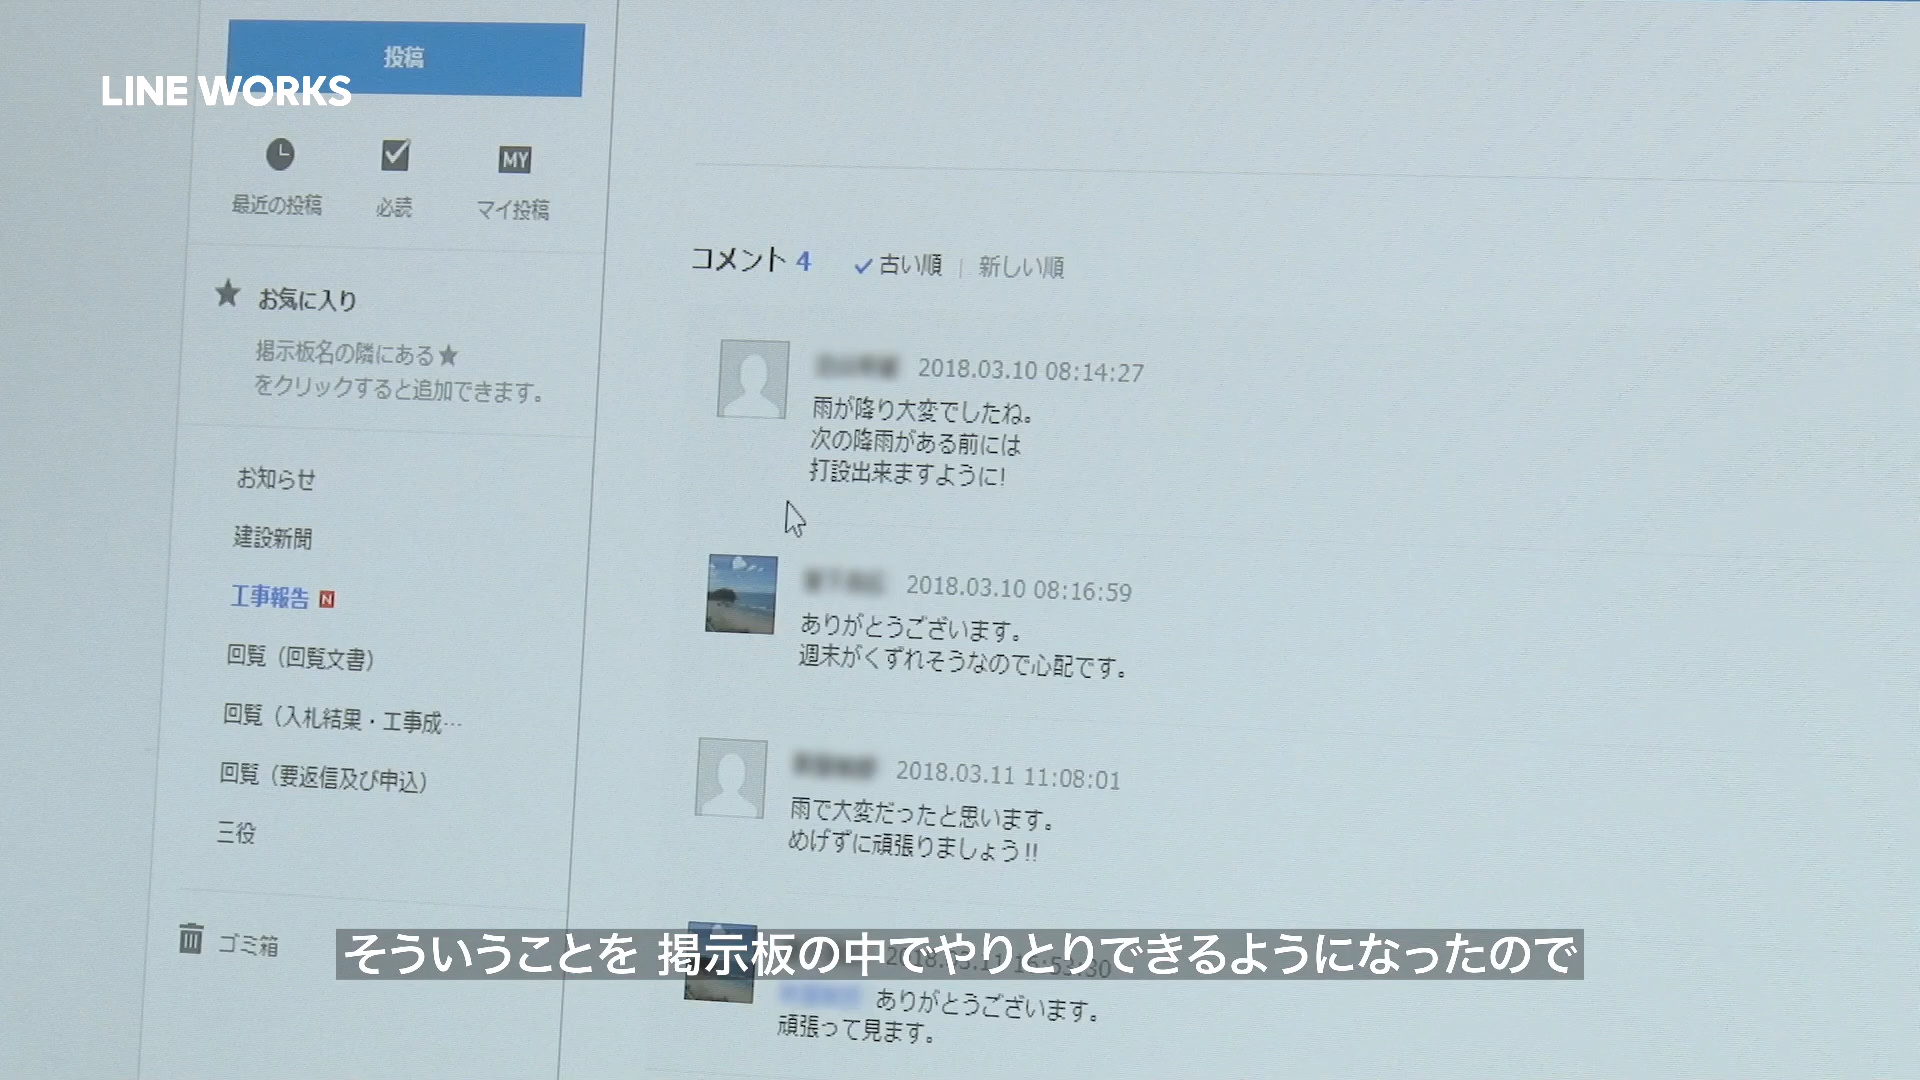 投稿
LINE WORKS
最近の投稿
必読
MY
マイ投稿
お気に入り
掲示板名の隣にある★
をクリックすると追加できます。
お知らせ
建設新聞
工事報告 N
回覧（回覧文書）
回覧（入札結果・工事成…
回覧（要返信及び申込）
三役
ゴミ箱
コメント 4 古い順 | 新しい順
2018.03.10 08:14:27
雨が降り大変でしたね。
次の降雨がある前には
打設出来ますように!
2018.03.10 08:16:59
ありがとうございます。
週末がくずれそうなので心配です。
2018.03.11 11:08:01
雨で大変だったと思います。
めげずに頑張りましょう!!
ありがとうございます。
頑張って見ます。
そういうことを 掲示板の中でやりとりできるようになったので